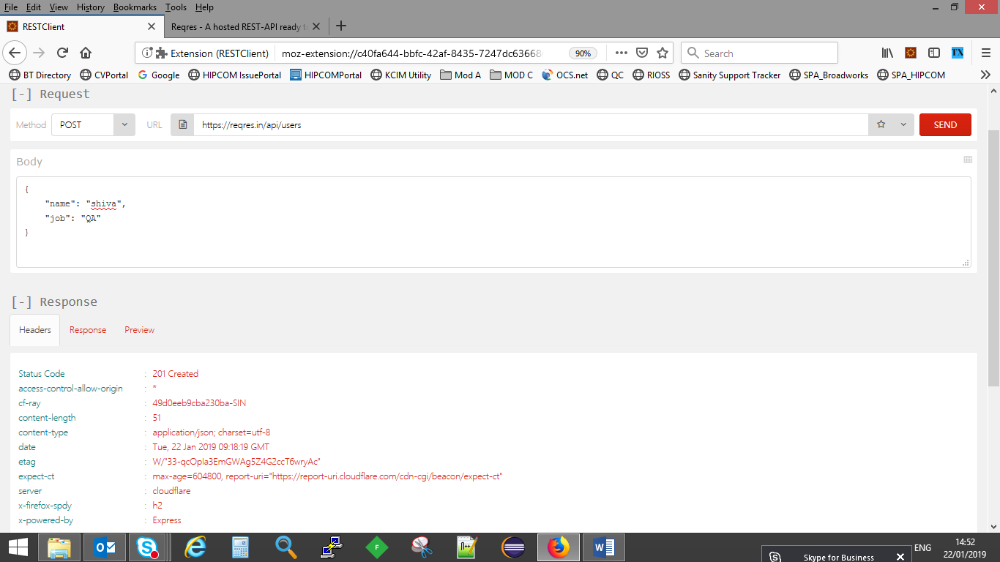 File Edit View History Bookmarks Tools Help
RESTClient
Reqres - A hosted REST-API ready t
Extension (RESTClient) moz-extension://c40fa644-bbfc-42af-8435-7247dc63668 90% Search
BT Directory CVPortal Google HIPCOM IssuePortal HIPCOMPortal KCIM Utility Mod A MOD C OCS.net QC RIOSS Sanity Support Tracker SPA_Broadworks SPA_HIPCOM
[-] Request
Method POST URL https://reqres.in/api/users SEND
Body
{
"name": "shiva",
"job": "QA"
}
[-] Response
Headers Response Preview
Status Code : 201 Created
access-control-allow-origin : *
cf-ray : 49d0eeb9cba230ba-SIN
content-length : 51
content-type : application/json; charset=utf-8
date : Tue, 22 Jan 2019 09:18:19 GMT
etag : W/"33-qcOpIa3EmGWAg5Z4G2ccT6wryAc"
expect-ct : max-age=604800, report-uri="https://report-uri.cloudflare.com/cdn-cgi/beacon/expect-ct"
server : cloudflare
x-firefox-spdy : h2
x-powered-by : Express
ENG 14:52
22/01/2019
Skype for Business